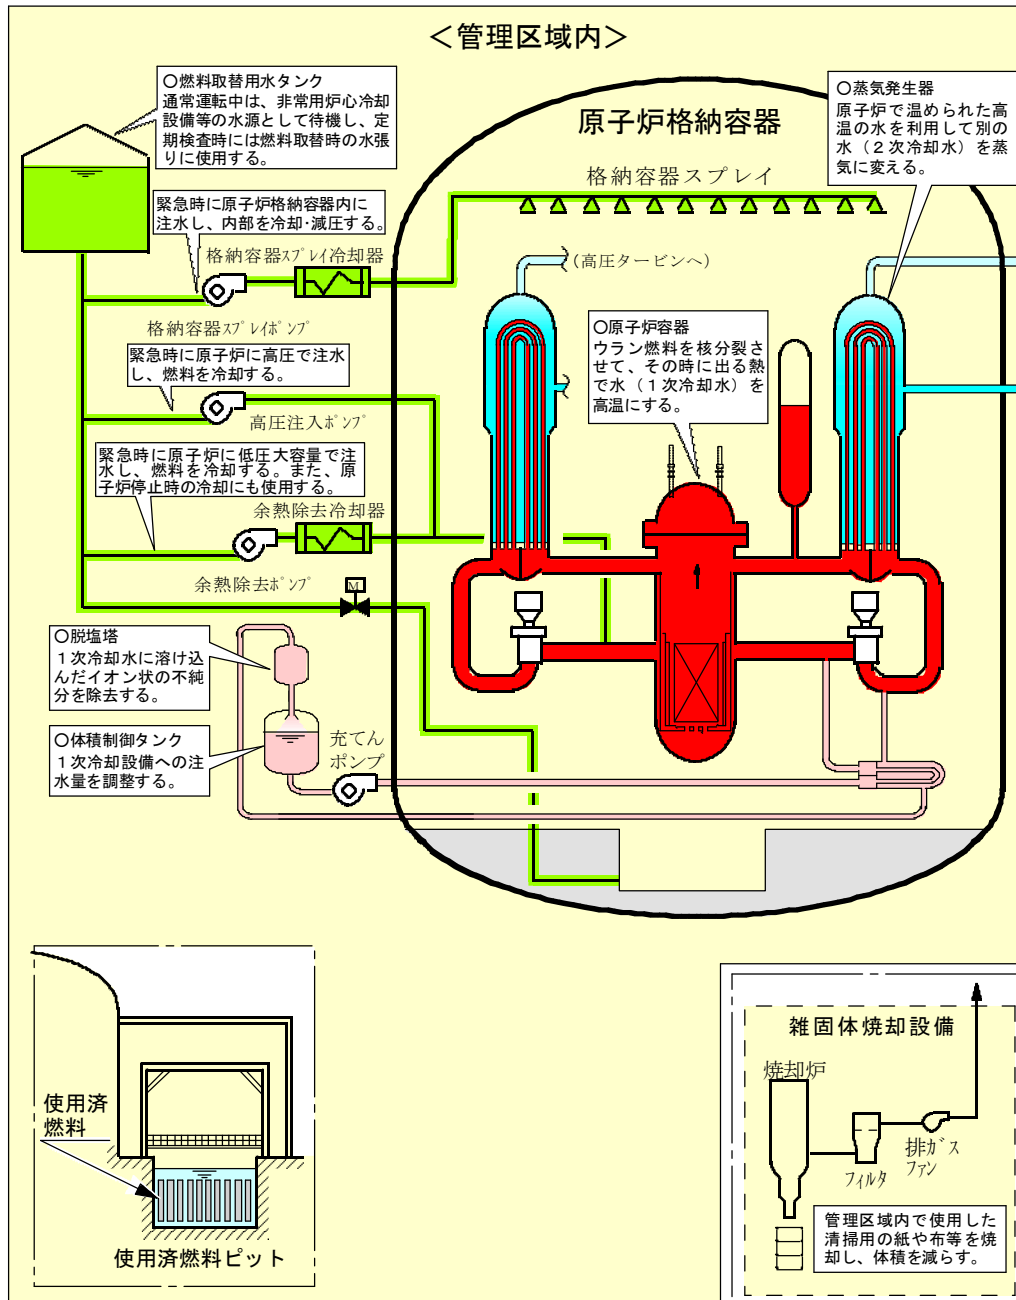 ＜管理区域内＞
○燃料取替用水タンク
通常運転中は、非常用炉心冷却
設備等の水源として待機し、定
期検査時には燃料取替時の水張
りに使用する。
緊急時に原子炉格納容器内に
注水し、内部を冷却･減圧する。
格納容器ｽﾌﾟﾚｲ冷却器
格納容器ｽﾌﾟﾚｲﾎﾟﾝﾌﾟ
緊急時に原子炉に高圧で注水
し、燃料を冷却する。
高圧注入ﾎﾟﾝﾌﾟ
緊急時に原子炉に低圧大容量で注
水し、燃料を冷却する。また、原
子炉停止時の冷却にも使用する。
余熱除去冷却器
余熱除去ﾎﾟﾝﾌﾟ
M
原子炉格納容器
格納容器スプレイ
(高圧タービンへ)
○蒸気発生器
原子炉で温められた高
温の水を利用して別の
水（２次冷却水）を蒸
気に変える。
○原子炉容器
ウラン燃料を核分裂さ
せて、その時に出る熱
で水（１次冷却水）を
高温にする。
○脱塩塔
１次冷却水に溶け込
んだイオン状の不純
分を除去する。
○体積制御タンク
１次冷却設備への注
水量を調整する。
充てん
ポンプ
使用済
燃料
使用済燃料ピット
雑固体焼却設備
焼却炉
フィルタ
排ガス
ファン
管理区域内で使用した
清掃用の紙や布等を焼
却し、体積を減らす。